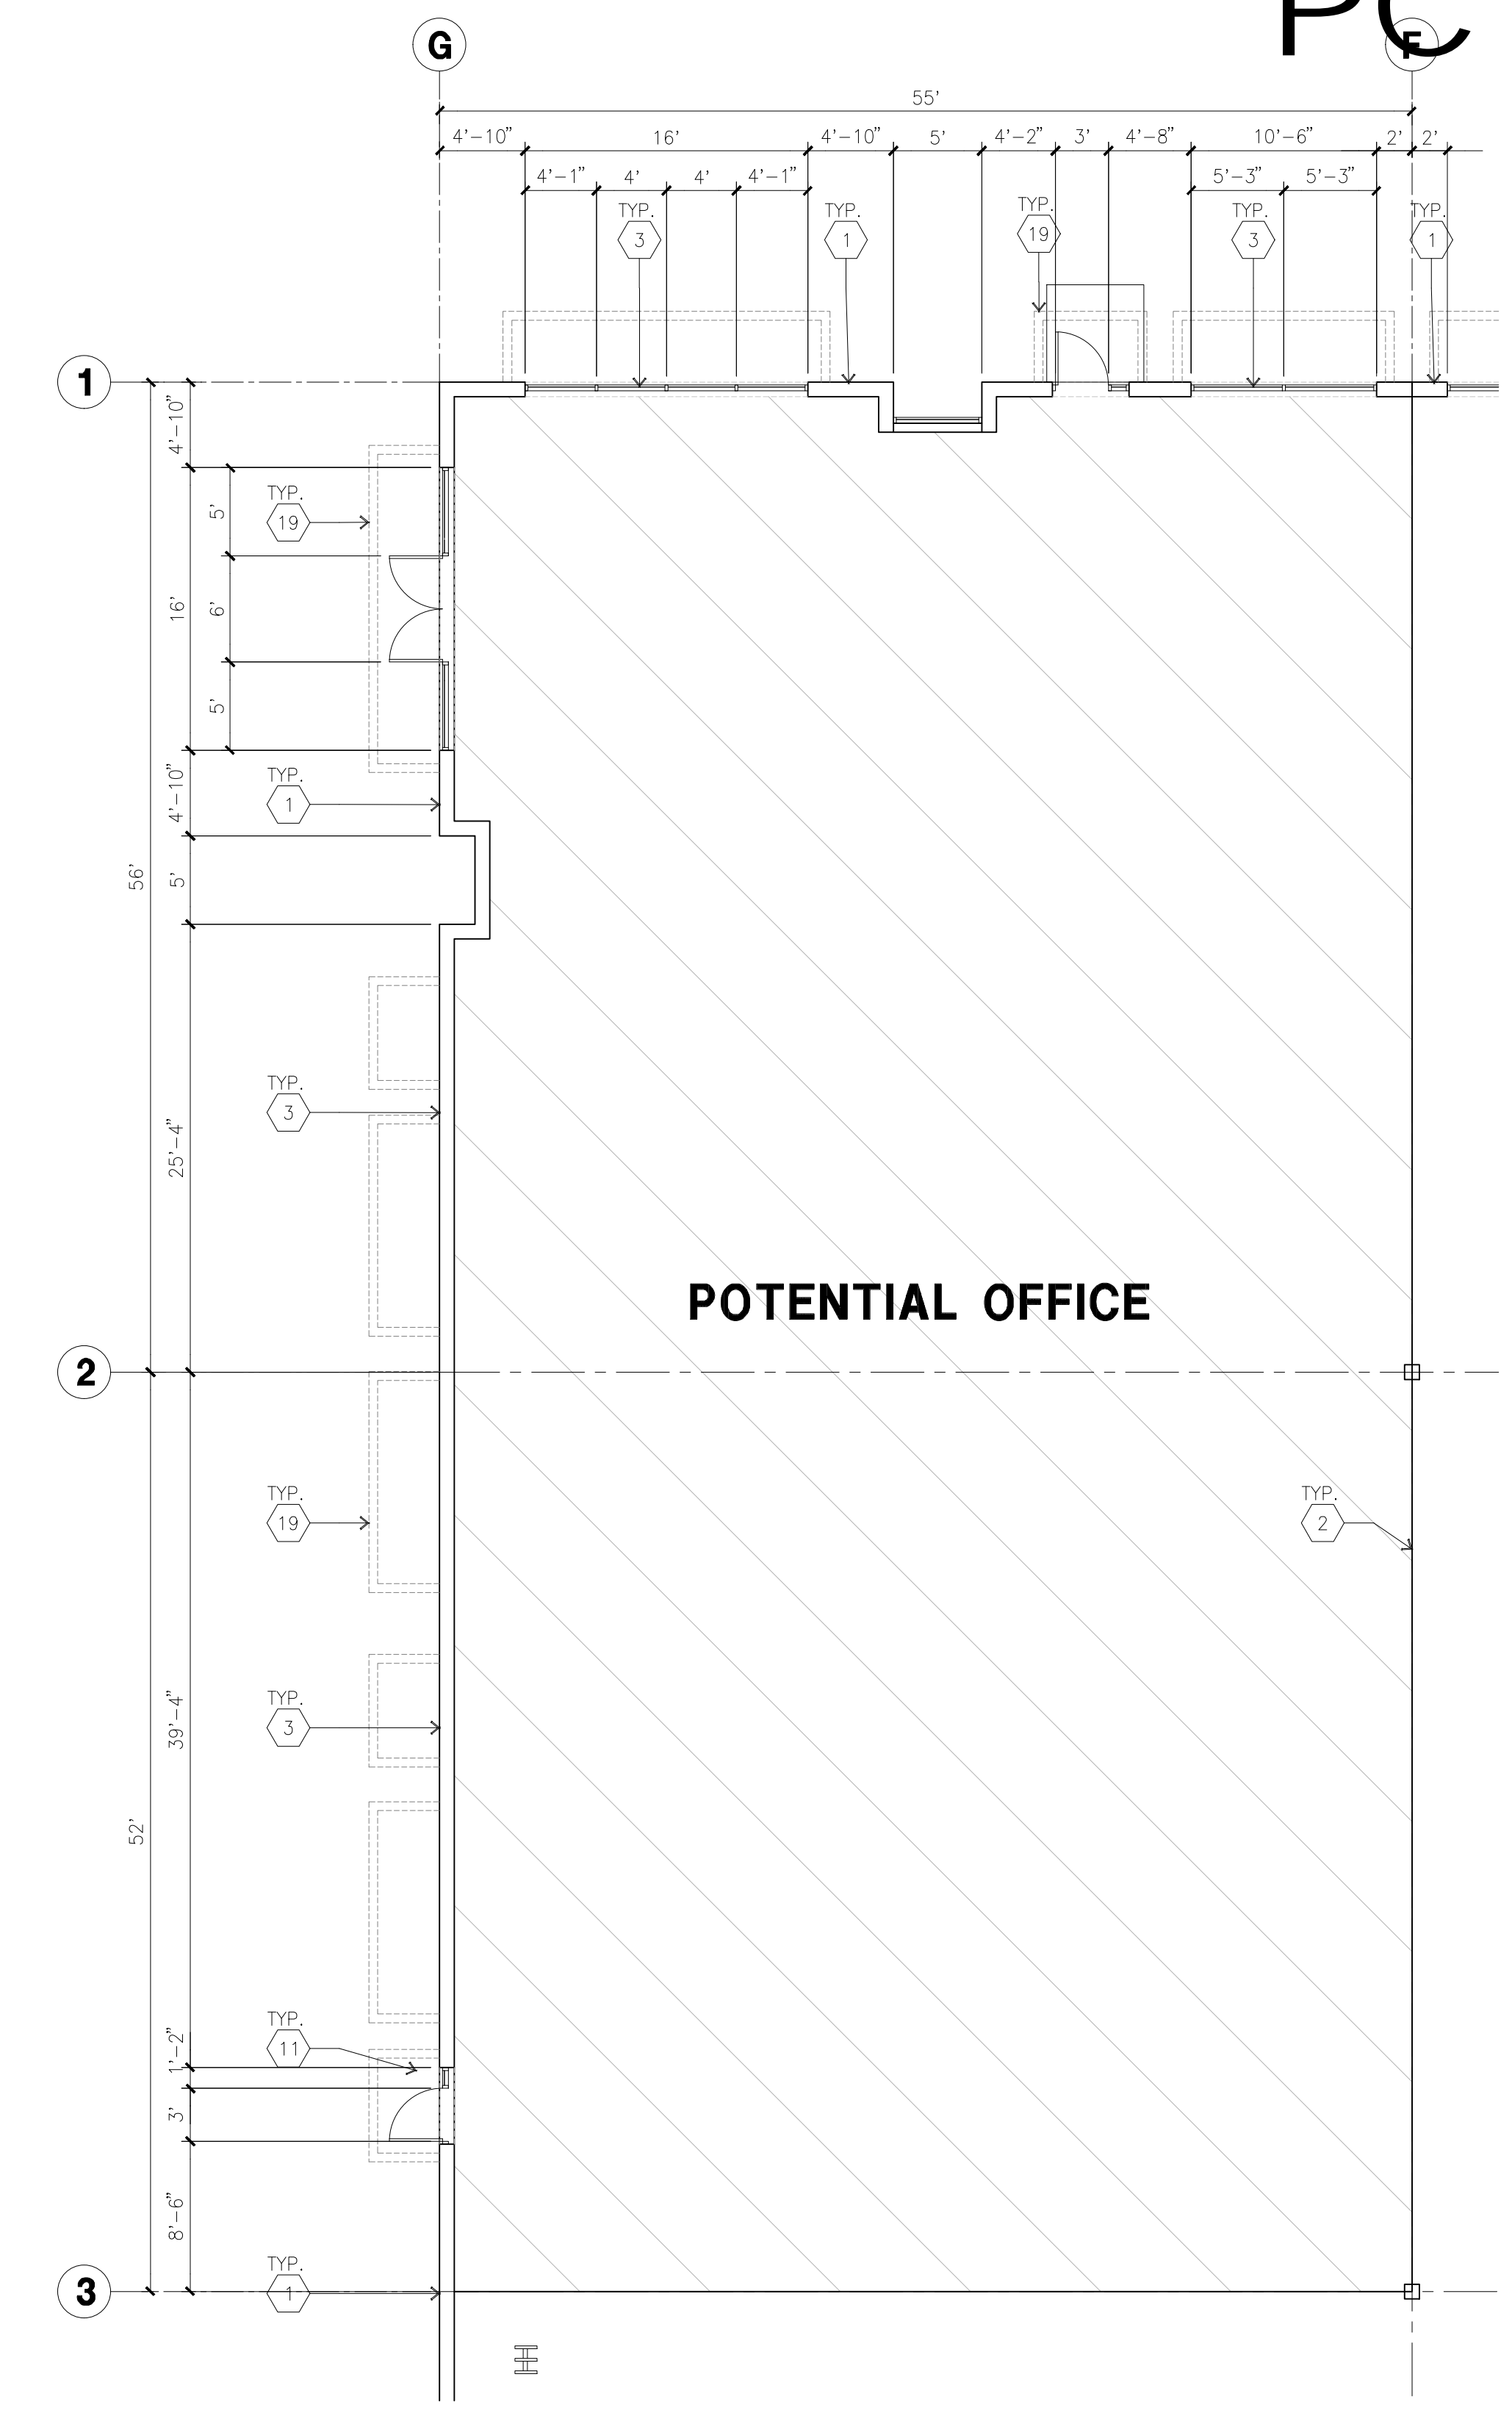 PC
G
F
55'
4'-10"
16'
4'-10"
5'
4'-2"
3'
4'-8"
10'-6"
2'
2'
4'-1"
4'
4'
4'-1"
5'-3"
5'-3"
TYP.
3
TYP.
1
TYP.
19
TYP.
3
TYP.
1
1
4'-10"
16'
5'
6'
5'
TYP.
19
4'-10"
TYP.
1
56'
5'
25'-4"
TYP.
3
POTENTIAL OFFICE
2
TYP.
19
TYP.
2
39'-4"
TYP.
3
52'
TYP.
11
1'-2"
3'
8'-6"
TYP.
1
3